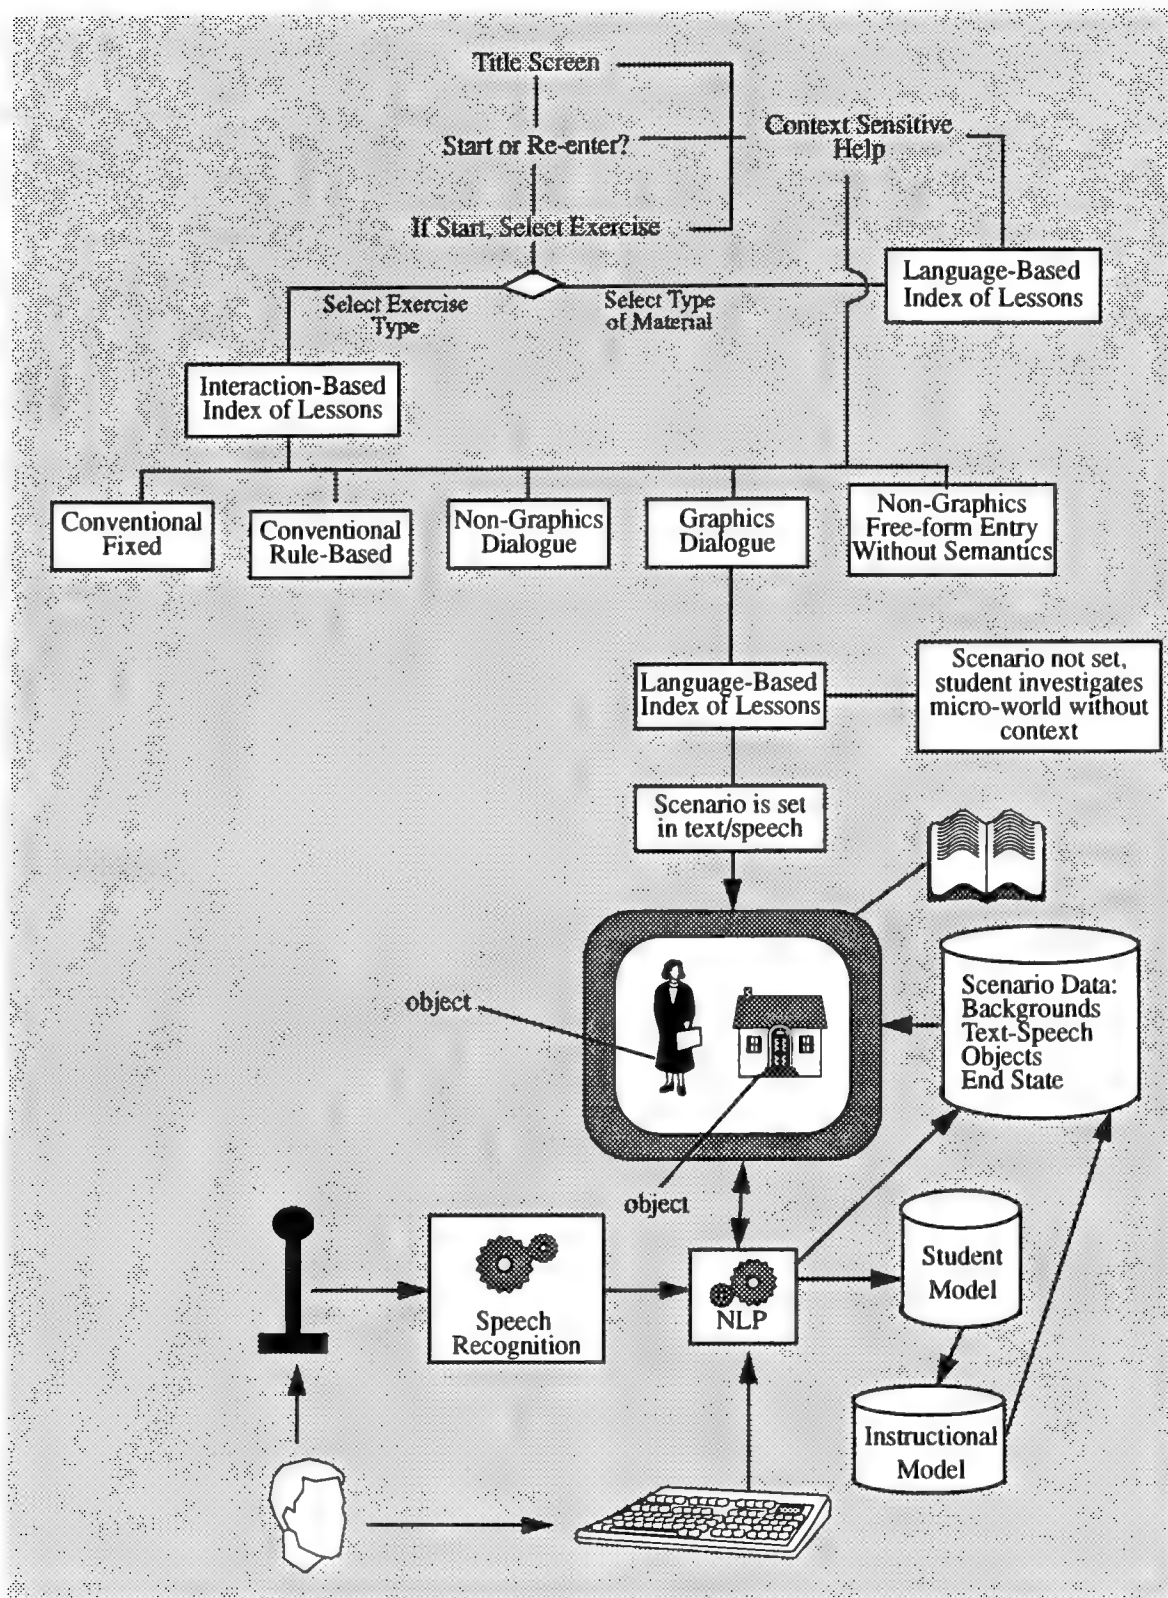 Title Screen
Start or Re-enter?
Context Sensitive
Help
If Start, Select Exercise
Language-Based
Index of Lessons
Select Exercise
Type
Select Type
of Material
Interaction-Based
Index of Lessons
Conventional
Fixed
Conventional
Rule-Based
Non-Graphics
Dialogue
Graphics
Dialogue
Non-Graphics
Free-form Entry
Without Semantics
Language-Based
Index of Lessons
Scenario not set,
student investigates
micro-world without
context
Scenario is set
in text/speech
object
Scenario Data:
Backgrounds
Text-Speech
Objects
End State
object
Speech
Recognition
NLP
Student
Model
Instructional
Model